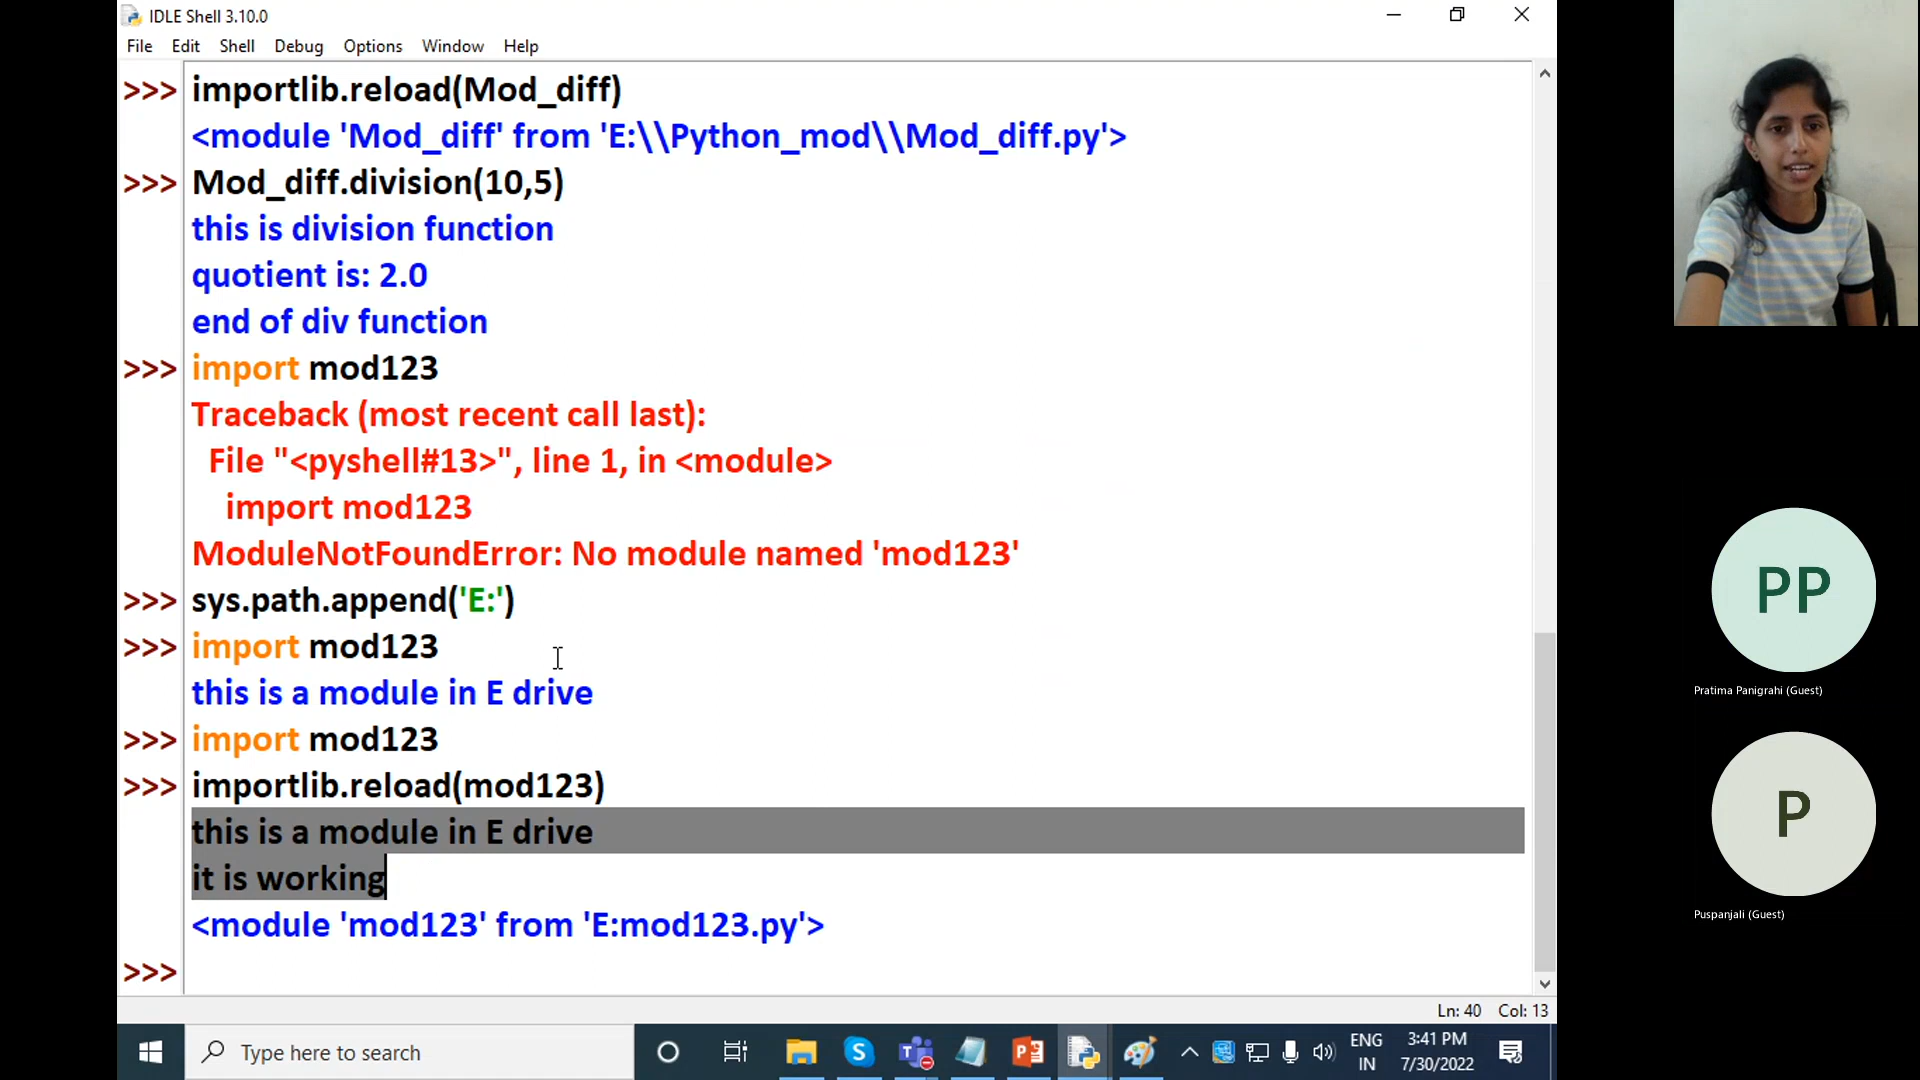 IDLE Shell 3.10.0
File Edit Shell Debug Options Window Help
>>> importlib.reload(Mod_diff)
<module 'Mod_diff' from 'E:\\Python_mod\\Mod_diff.py'>
>>> Mod_diff.division(10,5)
this is division function
quotient is: 2.0
end of div function
>>> import mod123
Traceback (most recent call last):
  File "<pyshell#13>", line 1, in <module>
    import mod123
ModuleNotFoundError: No module named 'mod123'
>>> sys.path.append('E:')
>>> import mod123
this is a module in E drive
>>> import mod123
>>> importlib.reload(mod123)
this is a module in E drive
it is working
<module 'mod123' from 'E:mod123.py'>
>>>
Ln: 40 Col: 13
Type here to search
ENG
IN
3:41 PM
7/30/2022
PP
Pratima Panigrahi (Guest)
P
Puspanjali (Guest)